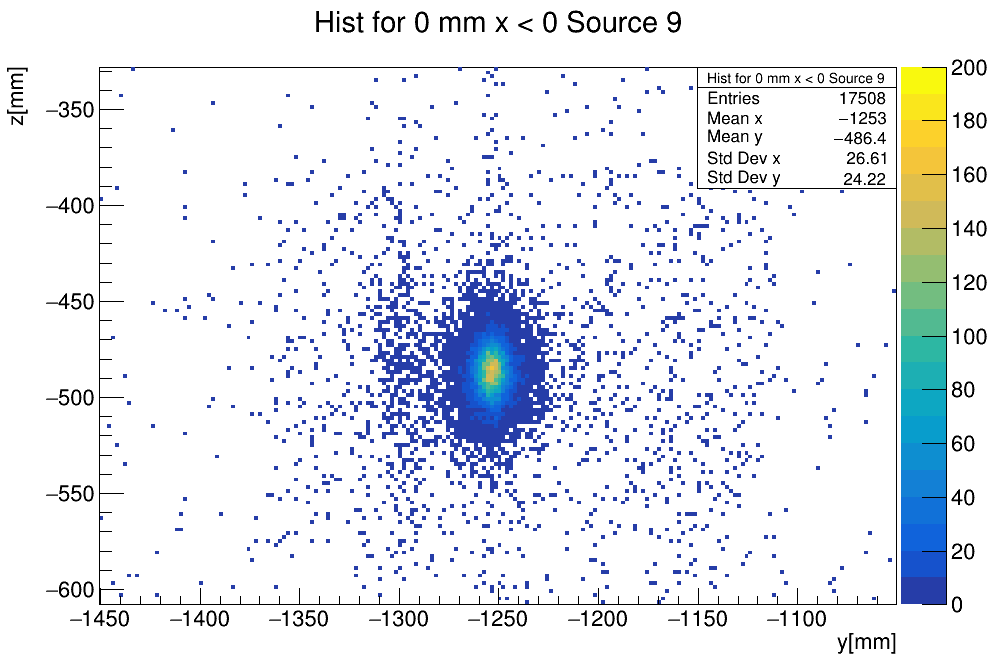 Hist for 0 mm x < 0 Source 9
z[mm]
Hist for 0 mm x < 0 Source 9
Entries 17508
Mean x −1253
Mean y −486.4
Std Dev x 26.61
Std Dev y 24.22
−350
−400
−450
−500
−550
−600
−1450 −1400 −1350 −1300 −1250 −1200 −1150 −1100
y[mm]
200
180
160
140
120
100
80
60
40
20
0